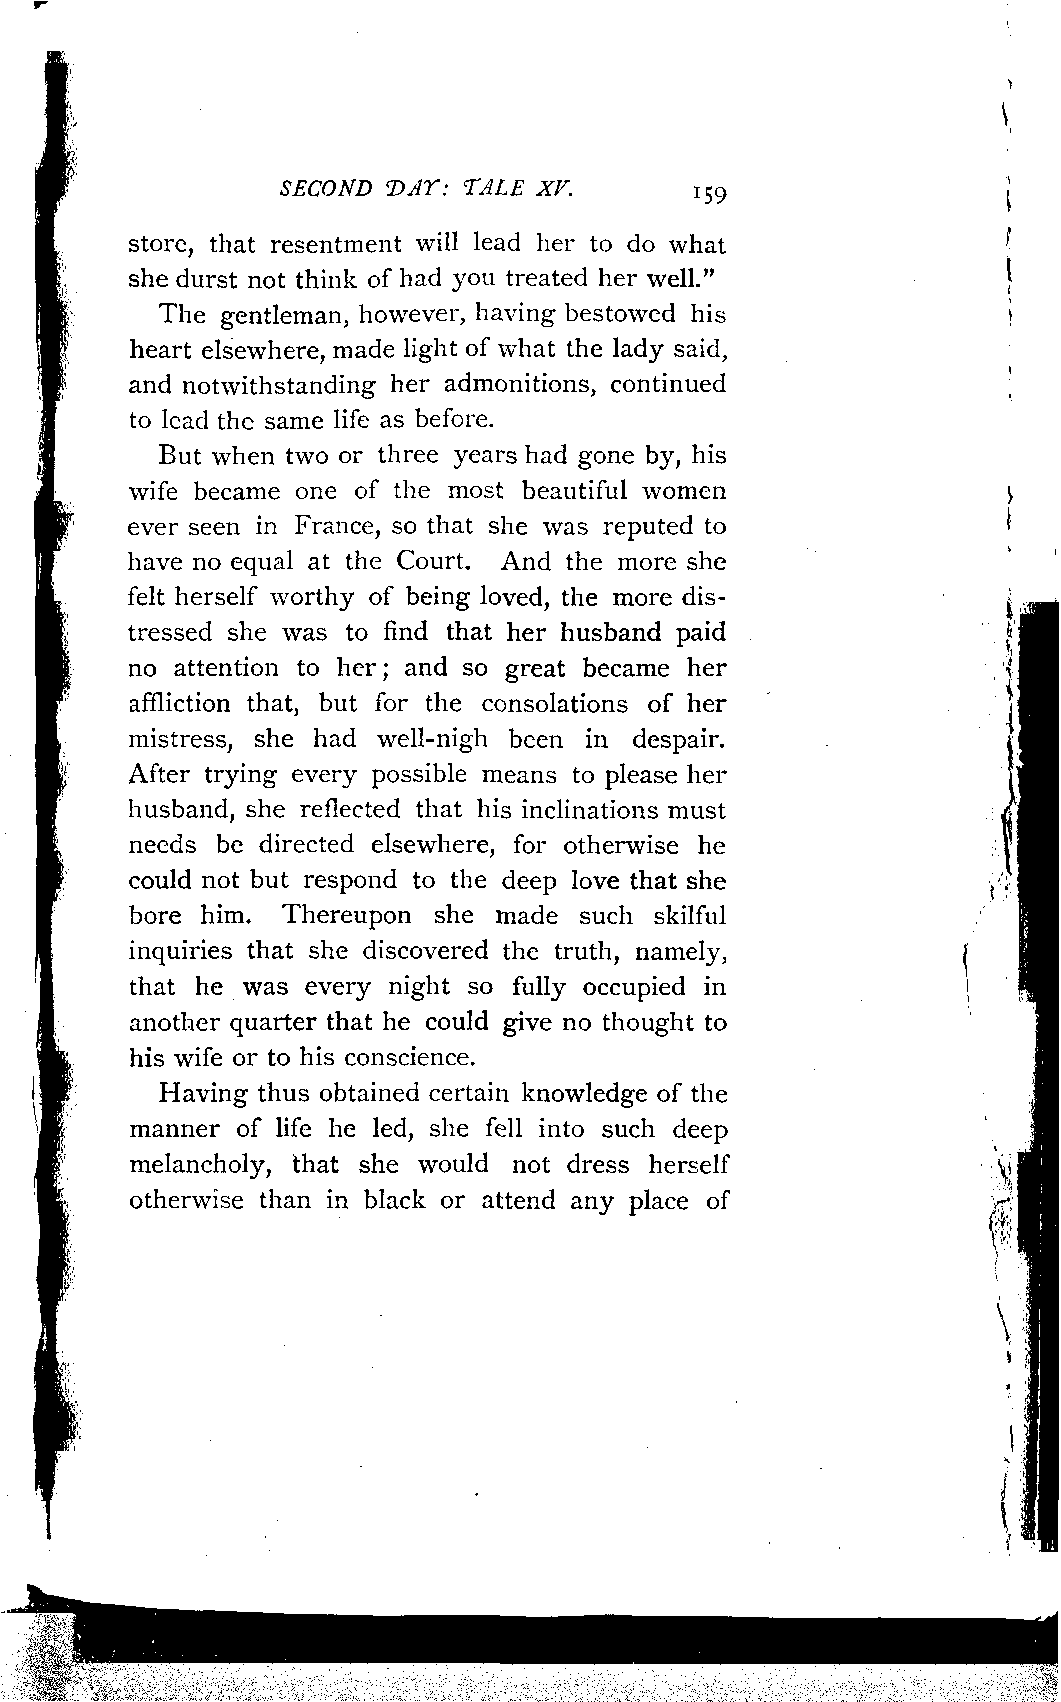 SECOND DAY: TALE XV. 159
store, that resentment will lead her to do what
she durst not think of had you treated her well."
The gentleman, however, having bestowed his
heart elsewhere, made light of what the lady said,
and notwithstanding her admonitions, continued
to lead the same life as before.
But when two or three years had gone by, his
wife became one of the most beautiful women
ever seen in France, so that she was reputed to
have no equal at the Court. And the more she
felt herself worthy of being loved, the more dis-
tressed she was to find that her husband paid
no attention to her; and so great became her
affliction that, but for the consolations of her
mistress, she had well-nigh been in despair.
After trying every possible means to please her
husband, she reflected that his inclinations must
needs be directed elsewhere, for otherwise he
could not but respond to the deep love that she
bore him. Thereupon she made such skilful
inquiries that she discovered the truth, namely,
that he was every night so fully occupied in
another quarter that he could give no thought to
his wife or to his conscience.
Having thus obtained certain knowledge of the
manner of life he led, she fell into such deep
melancholy, that she would not dress herself
otherwise than in black or attend any place of